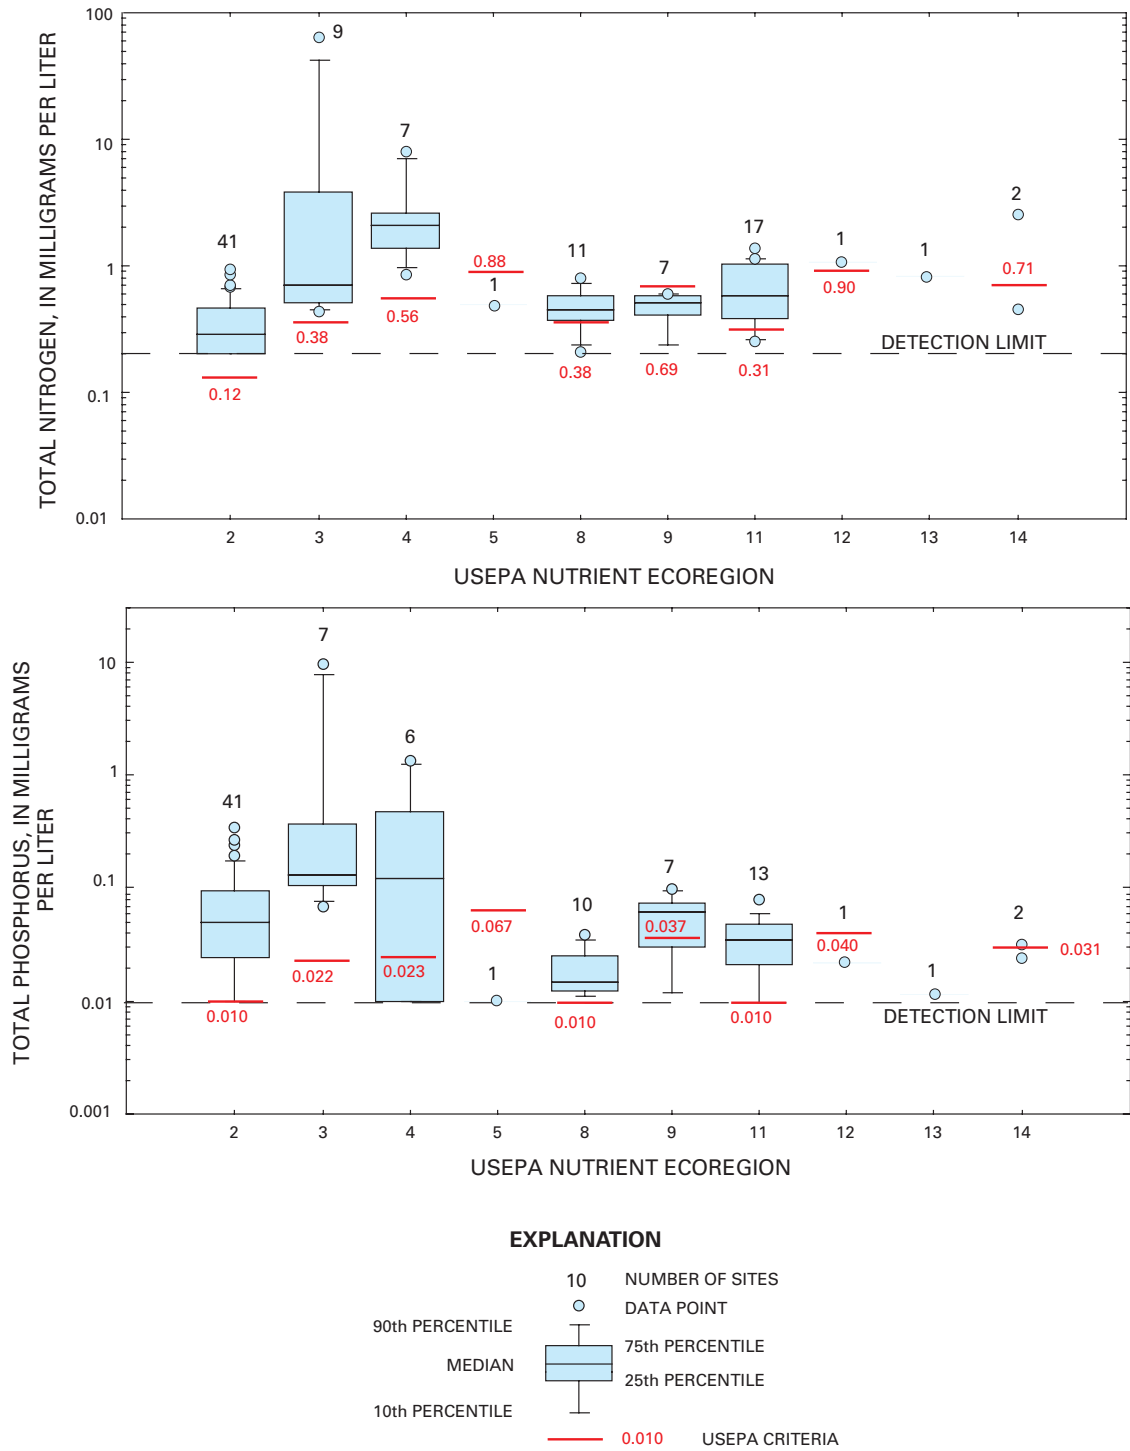 100
10
1
0.1
0.01
TOTAL NITROGEN, IN MILLIGRAMS PER LITER
41
9
7
1
11
7
17
1
1
2
0.12
0.38
0.56
0.88
0.38
0.69
0.31
0.90
0.71
DETECTION LIMIT
2 3 4 5 8 9 11 12 13 14
USEPA NUTRIENT ECOREGION
10
1
0.1
0.01
0.001
TOTAL PHOSPHORUS, IN MILLIGRAMS
PER LITER
41
7
6
1
10
7
13
1
1
2
0.010
0.022
0.023
0.067
0.010
0.037
0.010
0.040
0.031
DETECTION LIMIT
2 3 4 5 8 9 11 12 13 14
USEPA NUTRIENT ECOREGION
EXPLANATION
10 NUMBER OF SITES
DATA POINT
90th PERCENTILE
75th PERCENTILE
MEDIAN
25th PERCENTILE
10th PERCENTILE
0.010 USEPA CRITERIA